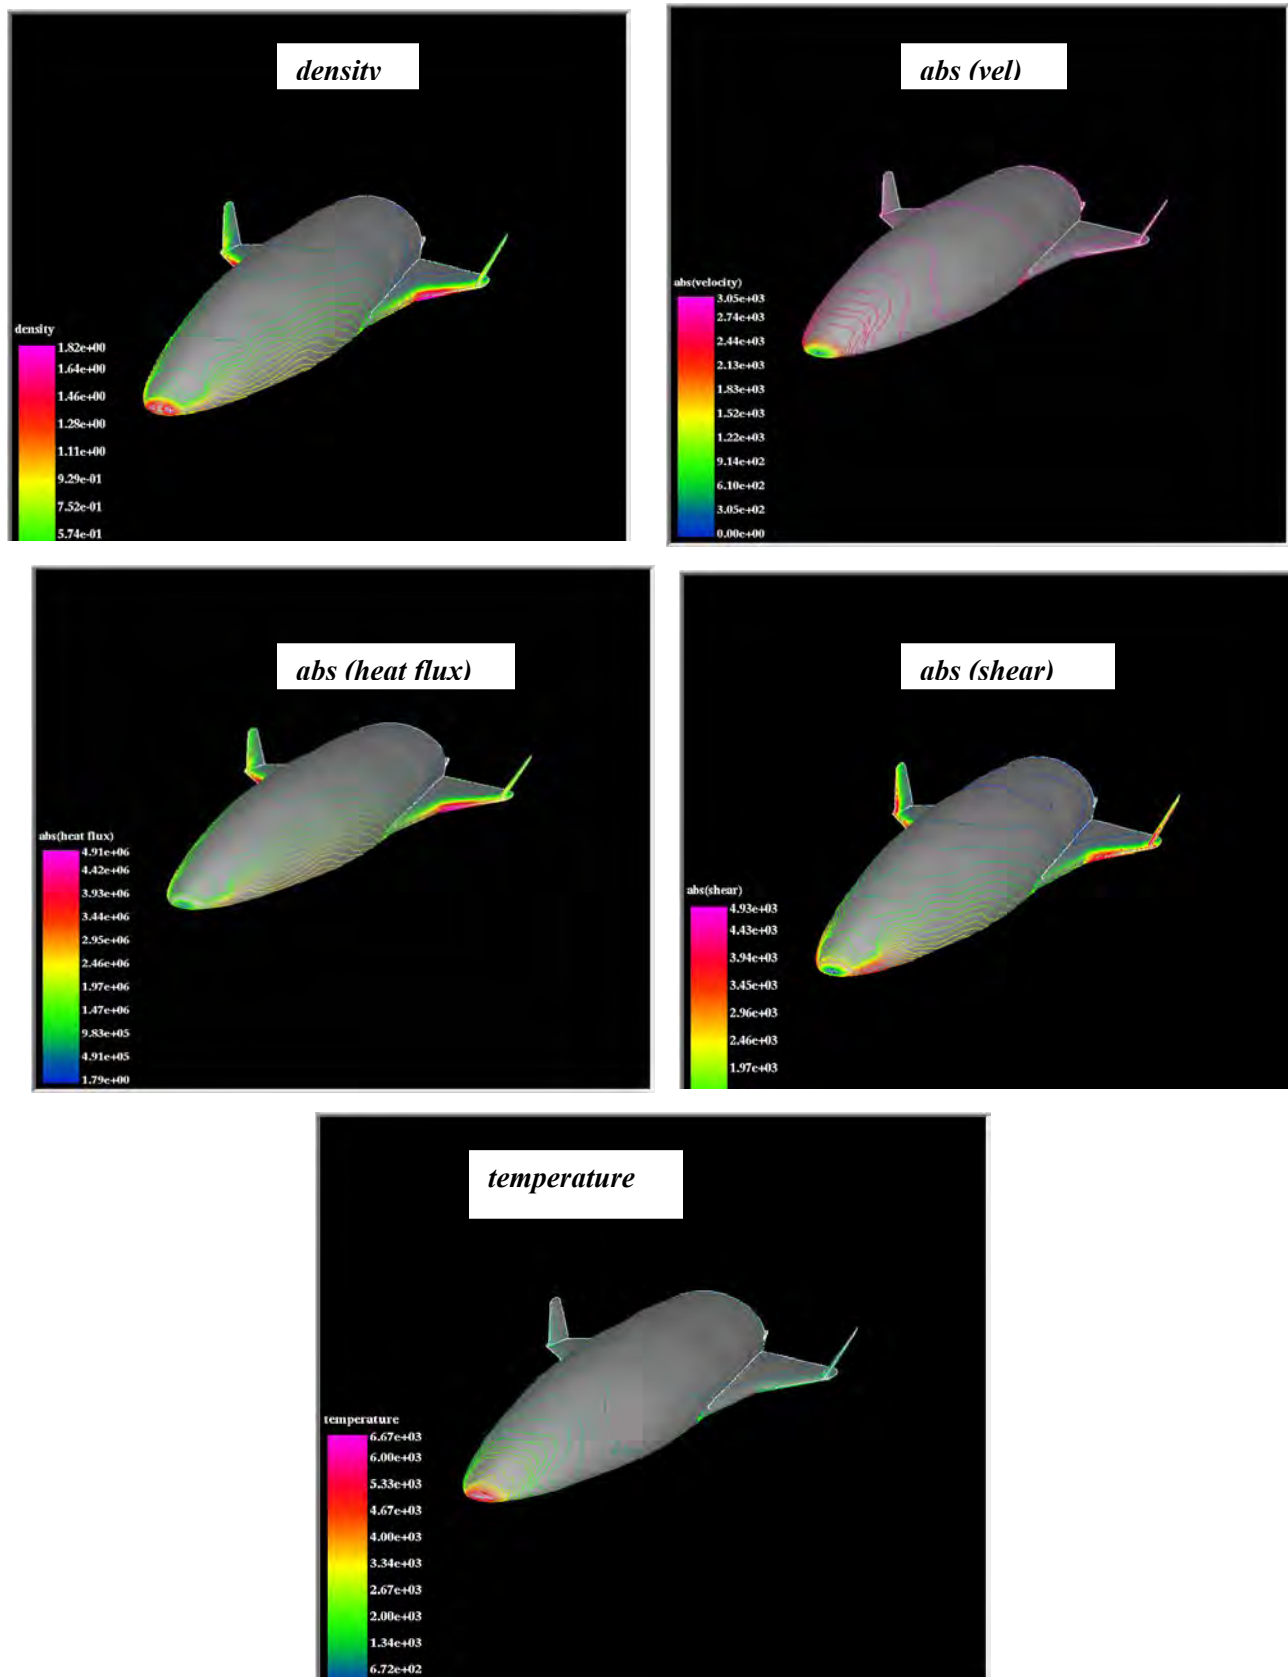 density
abs (vel)
density
1.82e+00
1.64e+00
1.46e+00
1.28e+00
1.11e+00
9.29e-01
7.52e-01
5.74e-01
abs(velocity)
3.05e+03
2.74e+03
2.44e+03
2.13e+03
1.83e+03
1.52e+03
1.22e+03
9.14e+02
6.10e+02
3.05e+02
0.00e+00
abs (heat flux)
abs (shear)
abs(heat flux)
4.91e+06
4.42e+06
3.93e+06
3.44e+06
2.95e+06
2.46e+06
1.97e+06
1.47e+06
9.83e+05
4.91e+05
1.79e+00
abs(shear)
4.93e+03
4.43e+03
3.94e+03
3.45e+03
2.96e+03
2.46e+03
1.97e+03
temperature
temperature
6.67e+03
6.00e+03
5.33e+03
4.67e+03
4.00e+03
3.34e+03
2.67e+03
2.00e+03
1.34e+03
6.72e+02